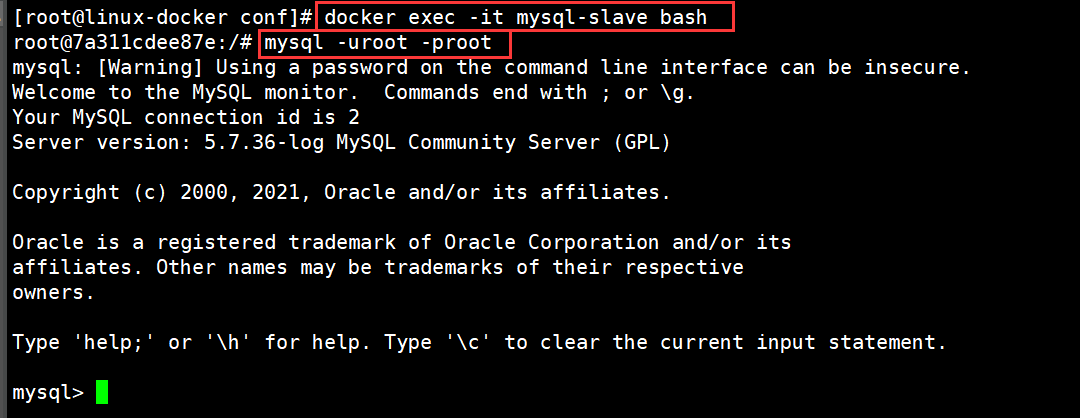 [root@linux-docker conf]# docker exec -it mysql-slave bash
root@7a311cdee87e:/# mysql -uroot -proot
mysql: [Warning] Using a password on the command line interface can be insecure.
Welcome to the MySQL monitor.  Commands end with ; or \g.
Your MySQL connection id is 2
Server version: 5.7.36-log MySQL Community Server (GPL)
Copyright (c) 2000, 2021, Oracle and/or its affiliates.
Oracle is a registered trademark of Oracle Corporation and/or its
affiliates. Other names may be trademarks of their respective
owners.
Type 'help;' or '\h' for help. Type '\c' to clear the current input statement.
mysql>